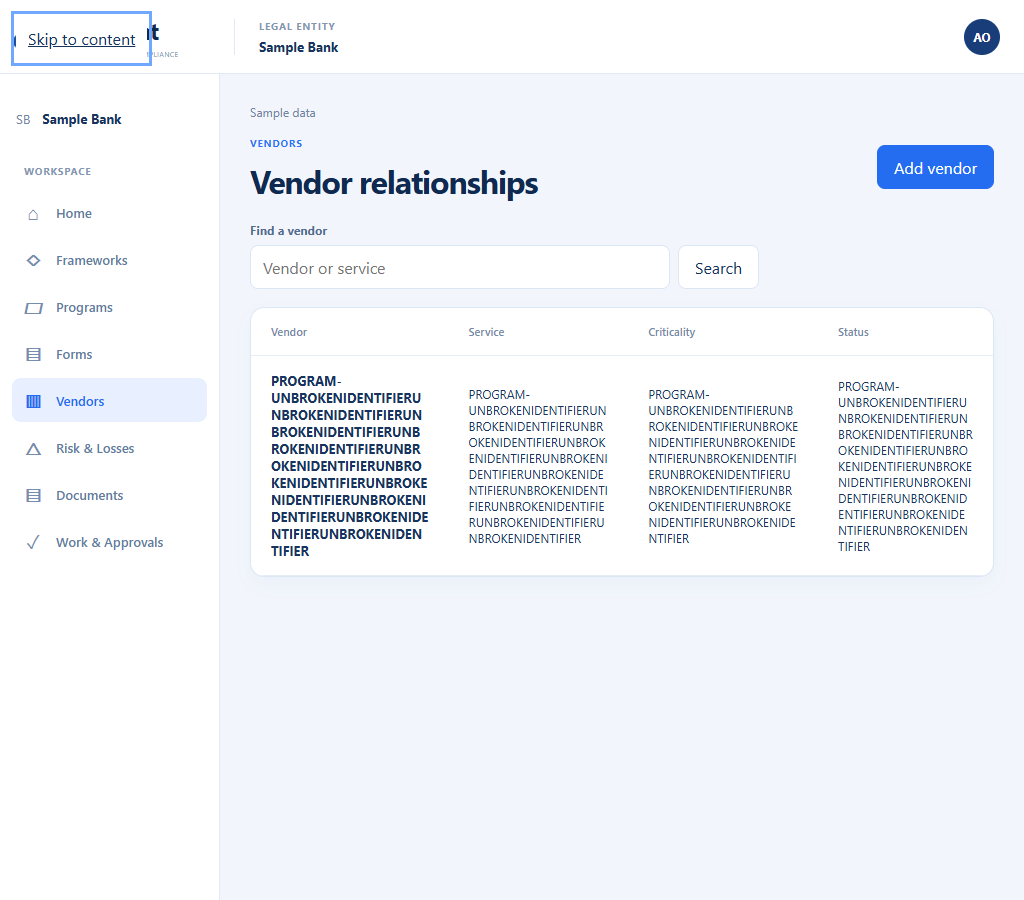 Skip to content
LEGAL ENTITY
Sample Bank
AO
SB Sample Bank
WORKSPACE
Home
Frameworks
Programs
Forms
Vendors
Risk & Losses
Documents
Work & Approvals
Sample data
VENDORS
Vendor relationships
Add vendor
Find a vendor
Vendor or service
Search
Vendor Service Criticality Status
PROGRAM-
UNBROKENIDENTIFIERU
NBROKENIDENTIFIERUN
BROKENIDENTIFIERUNB
ROKENIDENTIFIERUNBR
OKENIDENTIFIERUNBRO
KENIDENTIFIERUNBROKE
NIDENTIFIERUNBROKENI
DENTIFIERUNBROKENIDE
NTIFIERUNBROKENIDEN
TIFIER
PROGRAM-
UNBROKENIDENTIFIERUN
BROKENIDENTIFIERUNBR
OKENIDENTIFIERUNBROK
ENIDENTIFIERUNBROKENI
DENTIFIERUNBROKENIDE
NTIFIERUNBROKENIDENTI
FIERUNBROKENIDENTIFIE
RUNBROKENIDENTIFIERU
NBROKENIDENTIFIER
PROGRAM-
UNBROKENIDENTIFIERUNB
ROKENIDENTIFIERUNBROKE
NIDENTIFIERUNBROKENIDE
NTIFIERUNBROKENIDENTIFI
ERUNBROKENIDENTIFIERU
NBROKENIDENTIFIERUNBR
OKENIDENTIFIERUNBROKE
NIDENTIFIERUNBROKENIDE
NTIFIER
PROGRAM-
UNBROKENIDENTIFIERU
NBROKENIDENTIFIERUN
BROKENIDENTIFIERUNBR
OKENIDENTIFIERUNBRO
KENIDENTIFIERUNBROKE
NIDENTIFIERUNBROKENI
DENTIFIERUNBROKENID
ENTIFIERUNBROKENIDE
NTIFIERUNBROKENIDEN
TIFIER